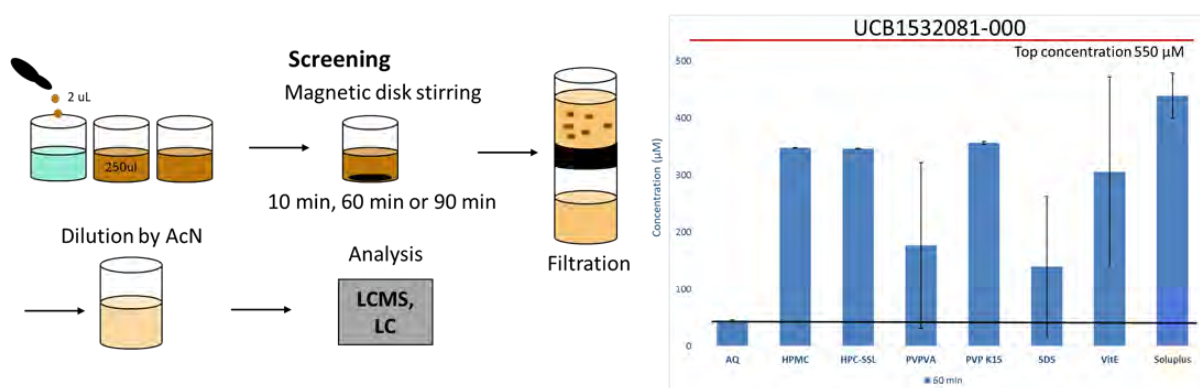 Screening
Magnetic disk stirring
2 uL
250ul
10 min, 60 min or 90 min
Filtration
Dilution by AcN
Analysis
LCMS,
LC
UCB1532081-000
Top concentration 550 µM
Concentration (µM)
500
400
300
200
100
0
AQ HPMC HPC-SSL PVPVA PVP K15 SDS VitE Soluplus
60 min